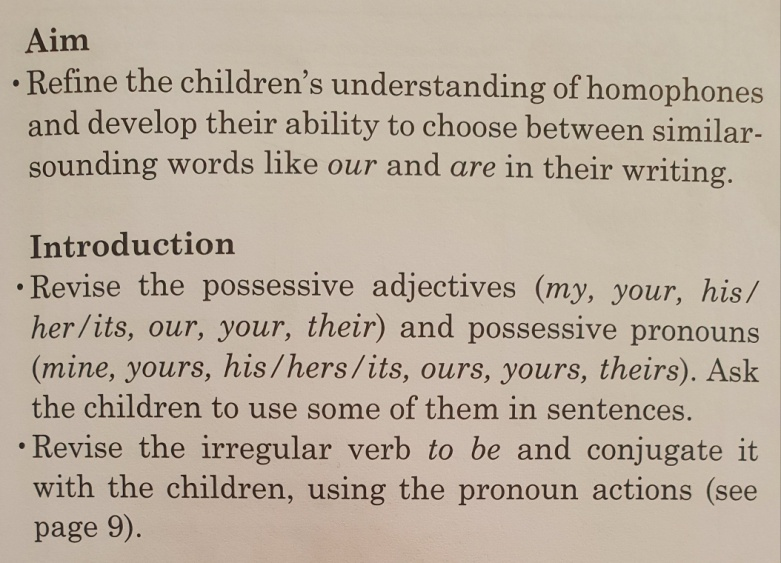 Aim
• Refine the children's understanding of homophones
and develop their ability to choose between similar-
sounding words like our and are in their writing.
Introduction
• Revise the possessive adjectives (my, your, his/
her/its, our, your, their) and possessive pronouns
(mine, yours, his/hers/its, ours, yours, theirs). Ask
the children to use some of them in sentences.
• Revise the irregular verb to be and conjugate it
with the children, using the pronoun actions (see
page 9).